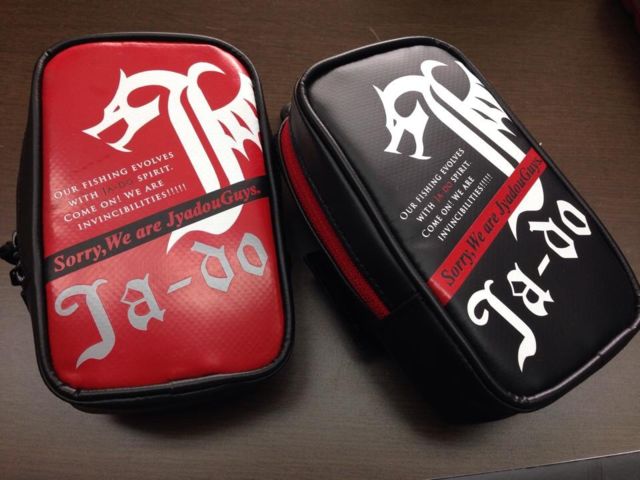 OUR FISHING EVOLVES
WITH JA-DO SPIRIT.
COME ON! WE ARE
INVINCIBILITIES!!!!!
Sorry,We are JyadouGuys.
Ja-do
OUR FISHING EVOLVES
WITH JA-DO SPIRIT.
COME ON! WE ARE
INVINCIBILITIES!!!!!
Sorry,We are JyadouGuys.
Ja-do